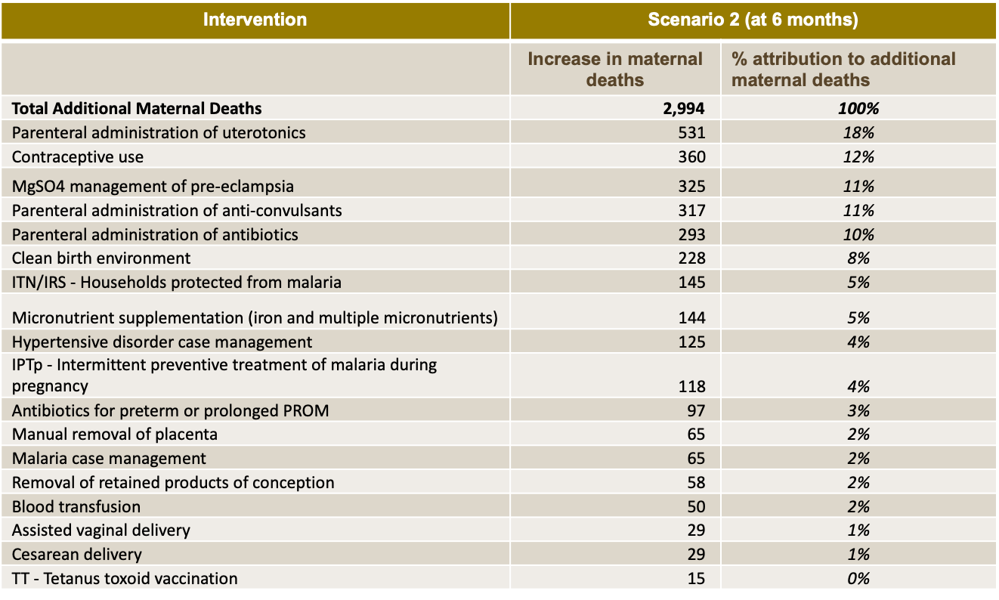 Intervention
Scenario 2 (at 6 months)
Increase in maternal
deaths
% attribution to additional
maternal deaths
Total Additional Maternal Deaths 2,994 100%
Parenteral administration of uterotonics 531 18%
Contraceptive use 360 12%
MgSO4 management of pre-eclampsia 325 11%
Parenteral administration of anti-convulsants 317 11%
Parenteral administration of antibiotics 293 10%
Clean birth environment 228 8%
ITN/IRS - Households protected from malaria 145 5%
Micronutrient supplementation (iron and multiple micronutrients) 144 5%
Hypertensive disorder case management 125 4%
IPTp - Intermittent preventive treatment of malaria during
pregnancy 118 4%
Antibiotics for preterm or prolonged PROM 97 3%
Manual removal of placenta 65 2%
Malaria case management 65 2%
Removal of retained products of conception 58 2%
Blood transfusion 50 2%
Assisted vaginal delivery 29 1%
Cesarean delivery 29 1%
TT - Tetanus toxoid vaccination 15 0%